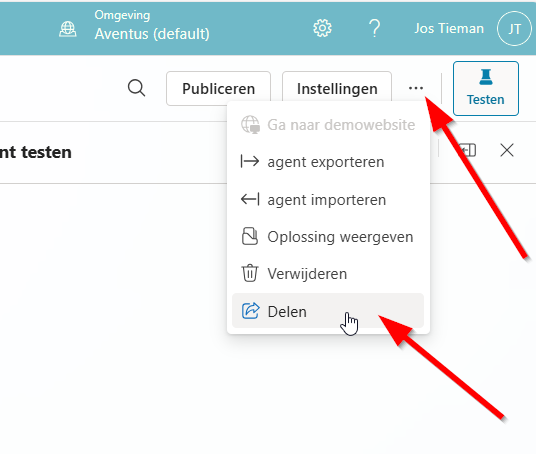 Omgeving
Aventus (default)
?
Jos Tieman
JT
Publiceren
Instellingen
...
Testen
nt testen
Ga naar demowebsite
agent exporteren
agent importeren
Oplossing weergeven
Verwijderen
Delen